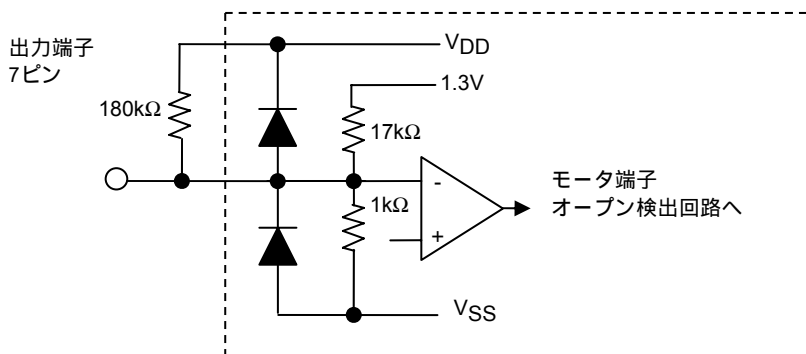 出力端子
7ピン
VDD
1.3V
180kΩ
17kΩ
1kΩ
-
+
モータ端子
オープン検出回路へ
VSS